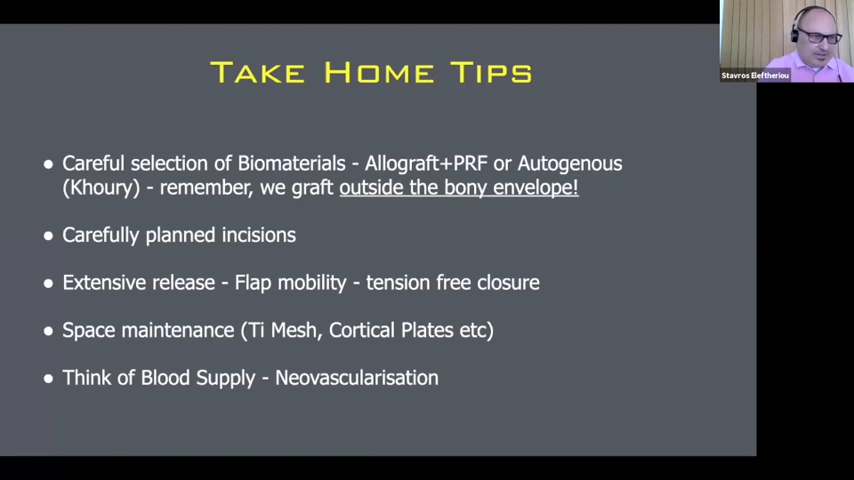 Stavros Eleftheriou
TAKE HOME TIPS
● Careful selection of Biomaterials - Allograft+PRF or Autogenous
(Khoury) - remember, we graft outside the bony envelope!
● Carefully planned incisions
● Extensive release - Flap mobility - tension free closure
● Space maintenance (Ti Mesh, Cortical Plates etc)
● Think of Blood Supply - Neovascularisation